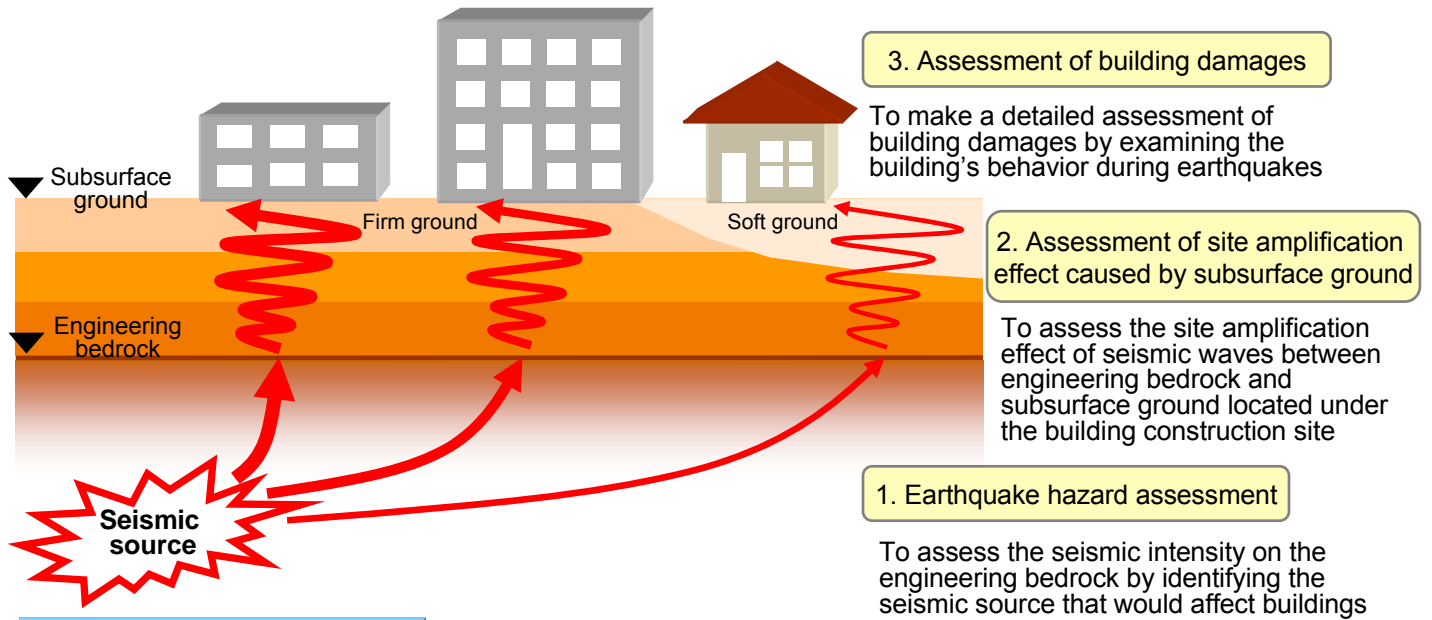 3. Assessment of building damages
To make a detailed assessment of
building damages by examining the
building's behavior during earthquakes
Subsurface
ground
Firm ground
Soft ground
2. Assessment of site amplification
effect caused by subsurface ground
Engineering
bedrock
To assess the site amplification
effect of seismic waves between
engineering bedrock and
subsurface ground located under
the building construction site
1. Earthquake hazard assessment
Seismic
source
To assess the seismic intensity on the
engineering bedrock by identifying the
seismic source that would affect buildings